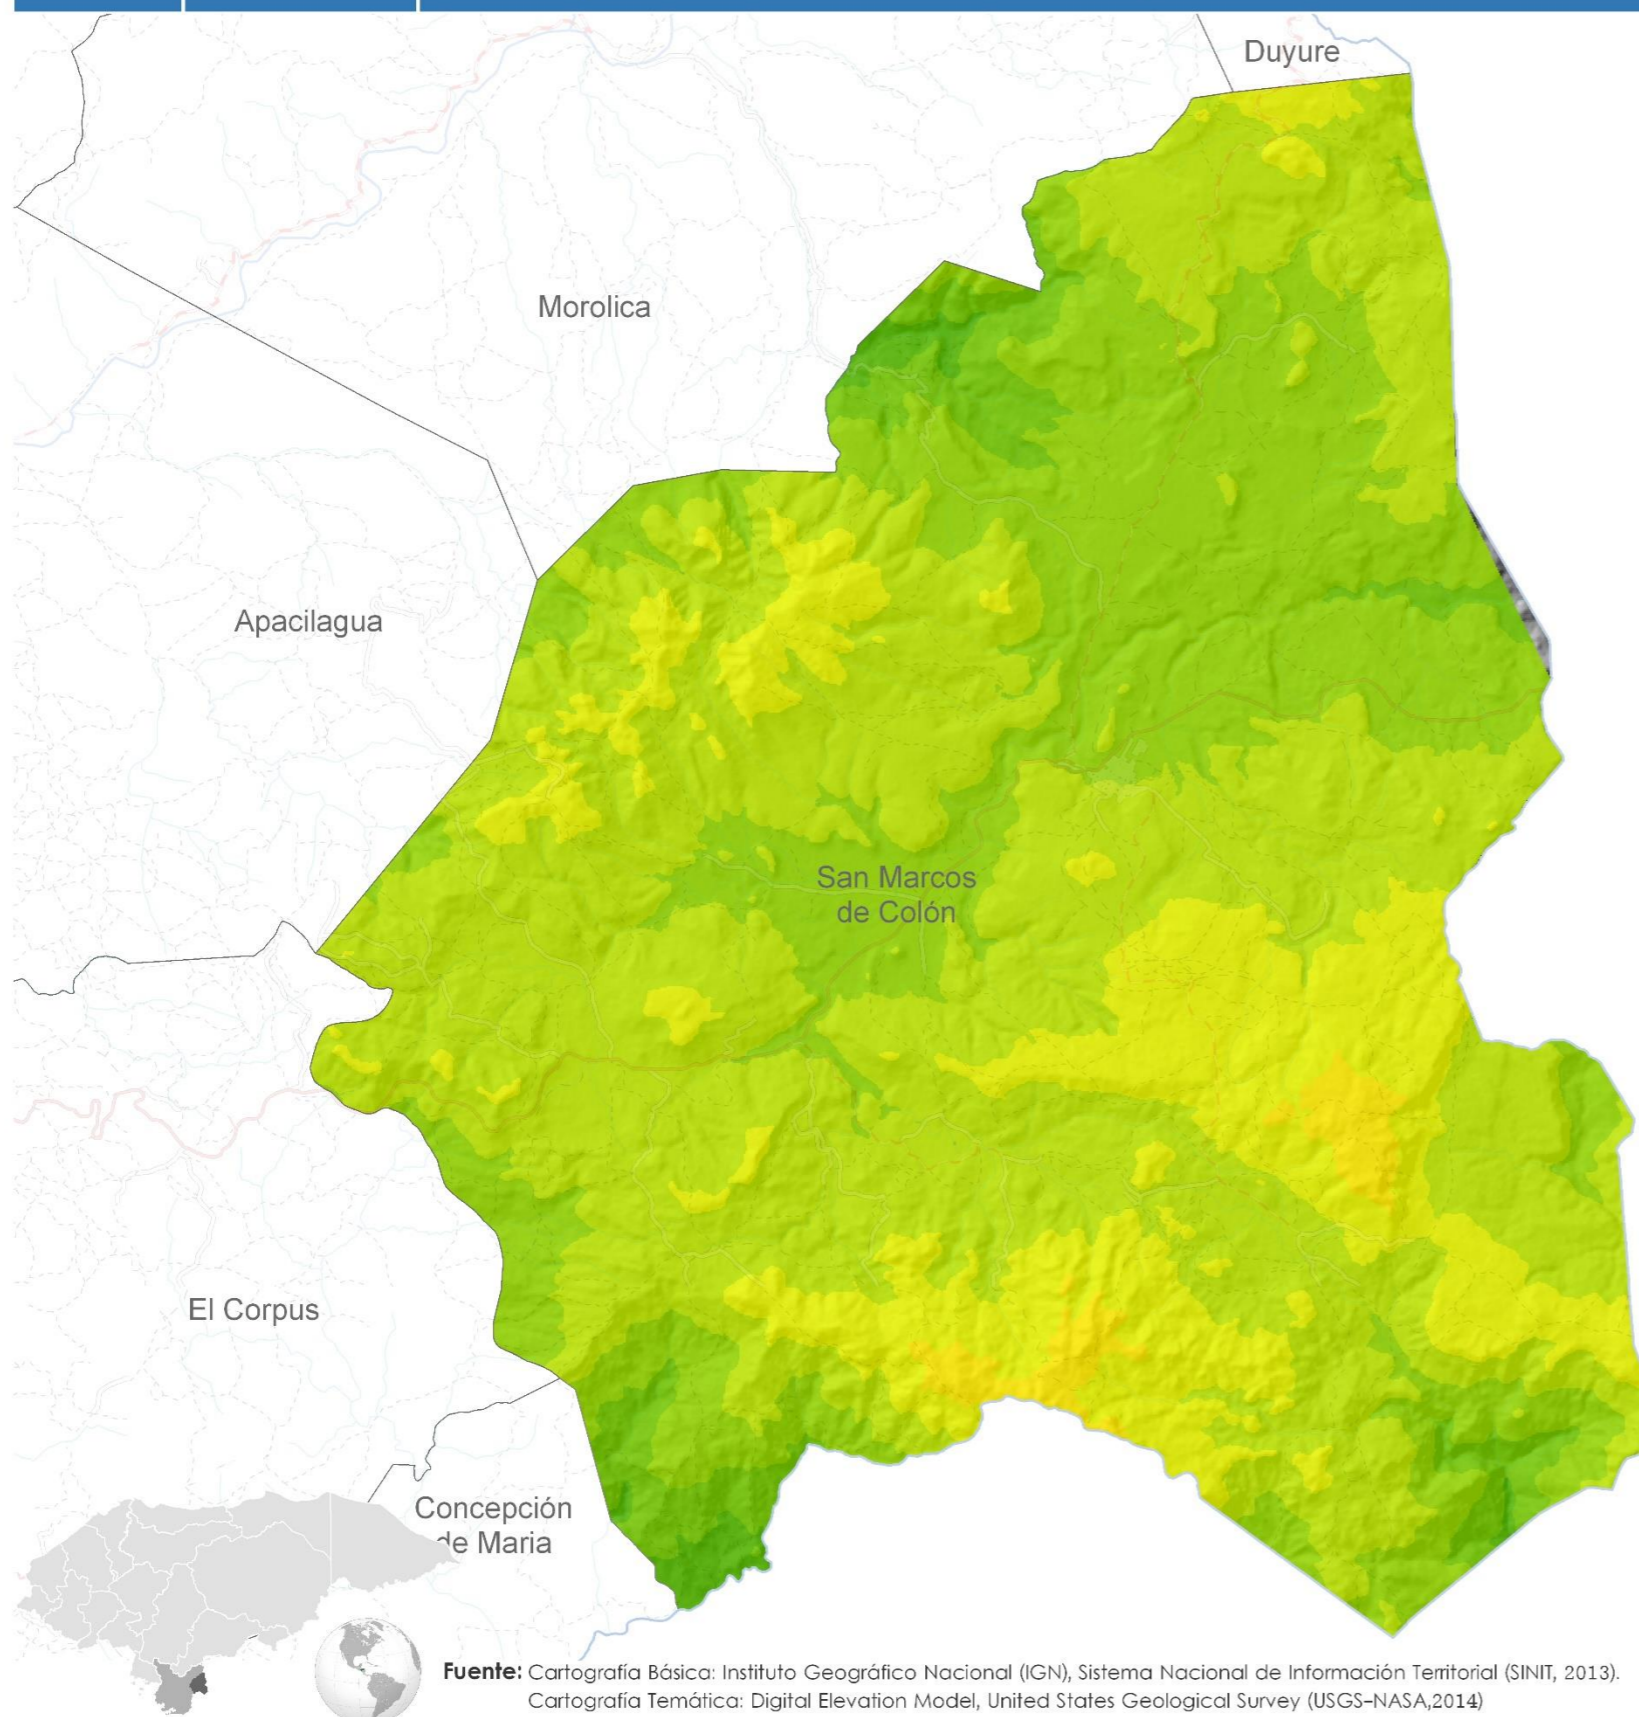 Duyure
Morolica
Apacilagua
San Marcos
de Colón
El Corpus
Concepción
de Maria
Fuente: Cartografía Básica: Instituto Geográfico Nacional (IGN), Sistema Nacional de Información Territorial (SINIT, 2013).
Cartografía Temática: Digital Elevation Model, United States Geological Survey (USGS–NASA,2014)